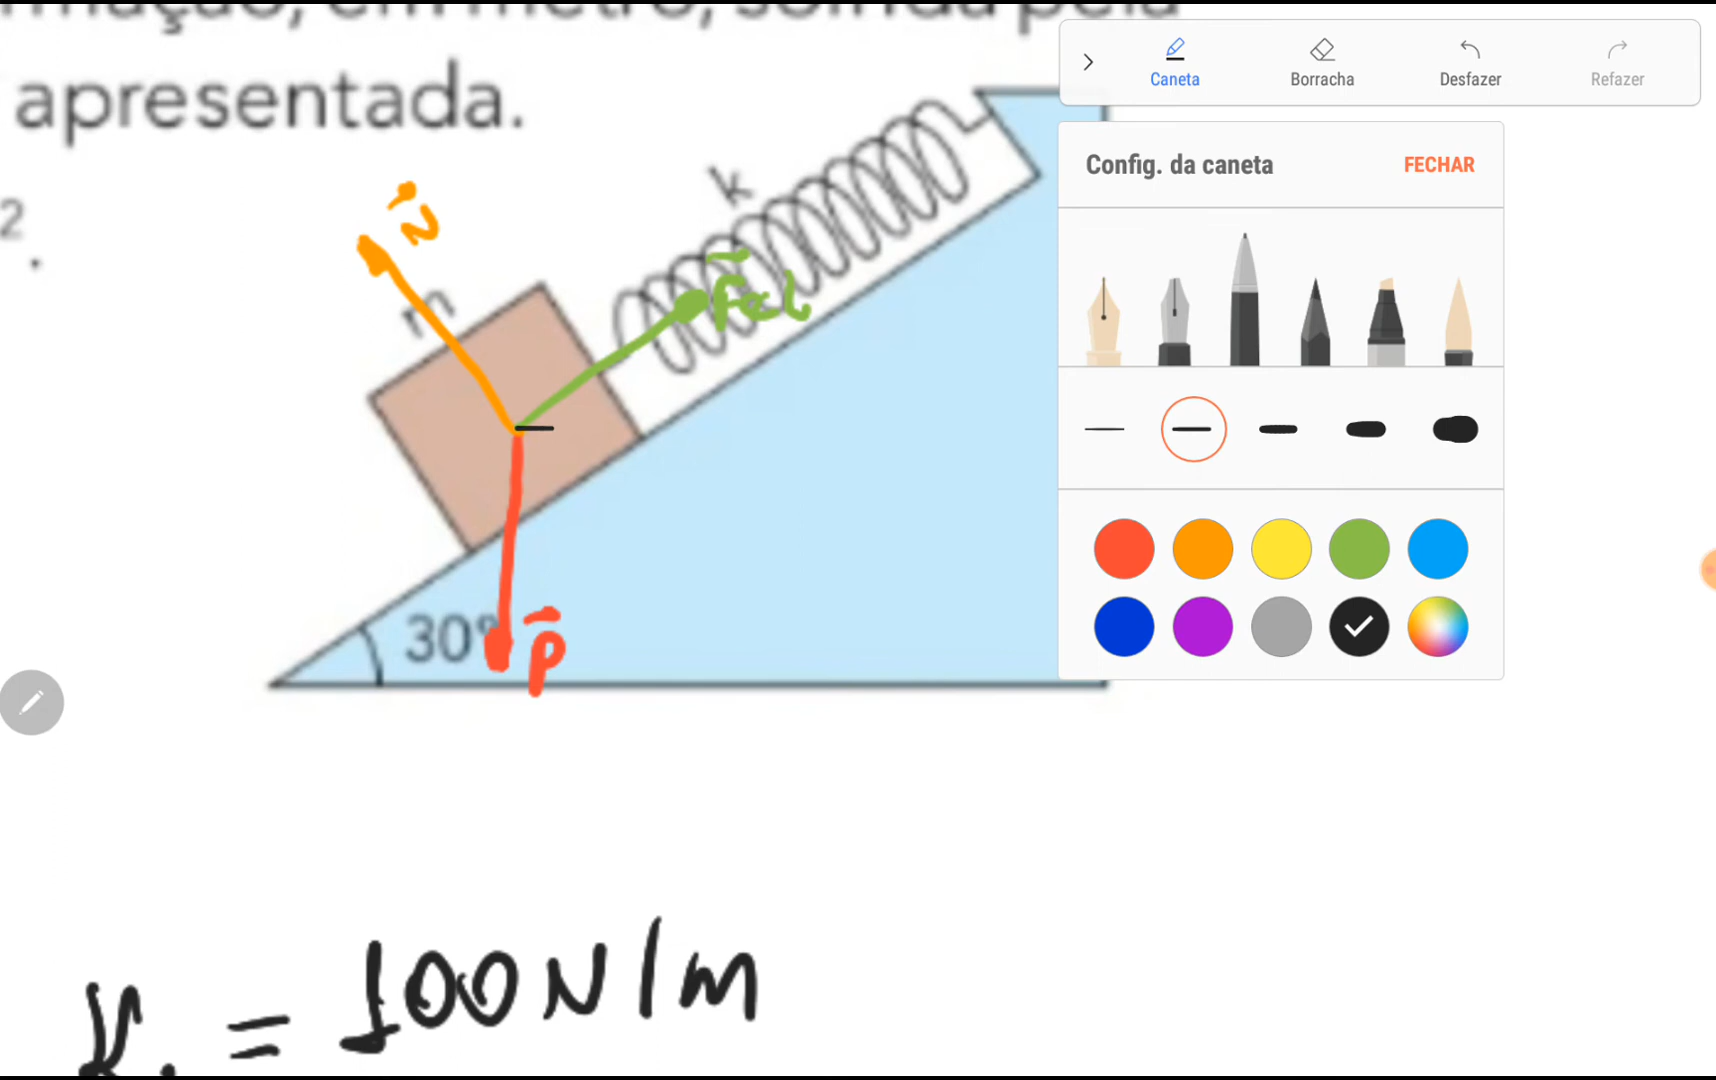 apresentada.
2
.
Caneta
Borracha
Desfazer
Refazer
Config. da caneta
FECHAR
N
k
m
Fel
30°
P
K = 100 N/m